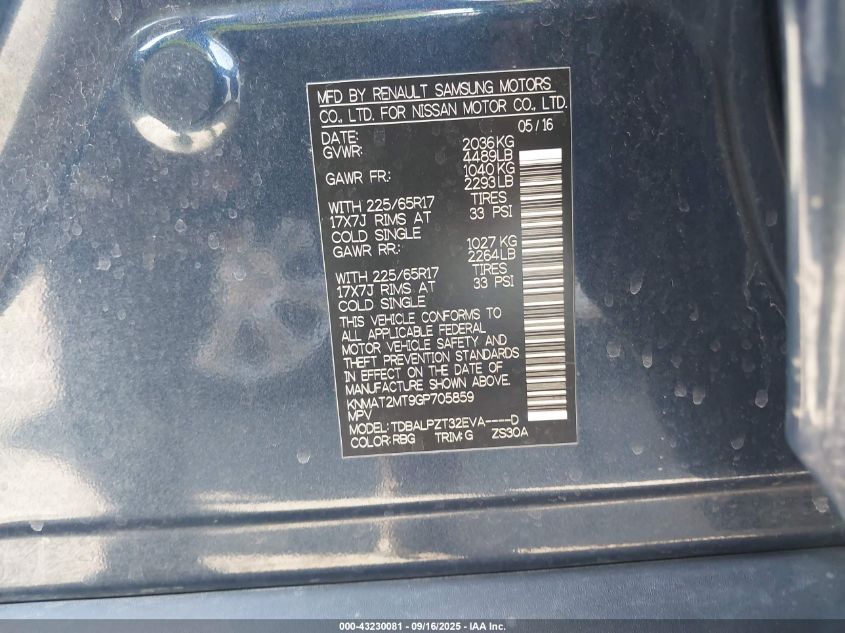 MFD BY RENAULT SAMSUNG MOTORS
CO., LTD. FOR NISSAN MOTOR CO., LTD.
DATE: 05/16
GVWR: 2036KG
4489LB
GAWR FR: 1040 KG
2293LB
WITH 225/65R17 TIRES
17X7J RIMS AT 33 PSI
COLD SINGLE
GAWR RR: 1027 KG
2264LB
WITH 225/65R17 TIRES
17X7J RIMS AT 33 PSI
COLD SINGLE
THIS VEHICLE CONFORMS TO
ALL APPLICABLE FEDERAL
MOTOR VEHICLE SAFETY AND
THEFT PREVENTION STANDARDS
IN EFFECT ON THE DATE OF
MANUFACTURE SHOWN ABOVE.
KNMAT2MT9GP705859
MPV
MODEL: TDBALPZT32EVA----D
COLOR: RBG TRIM: G ZS30A
000-43230081 - 09/16/2025 - IAA Inc.